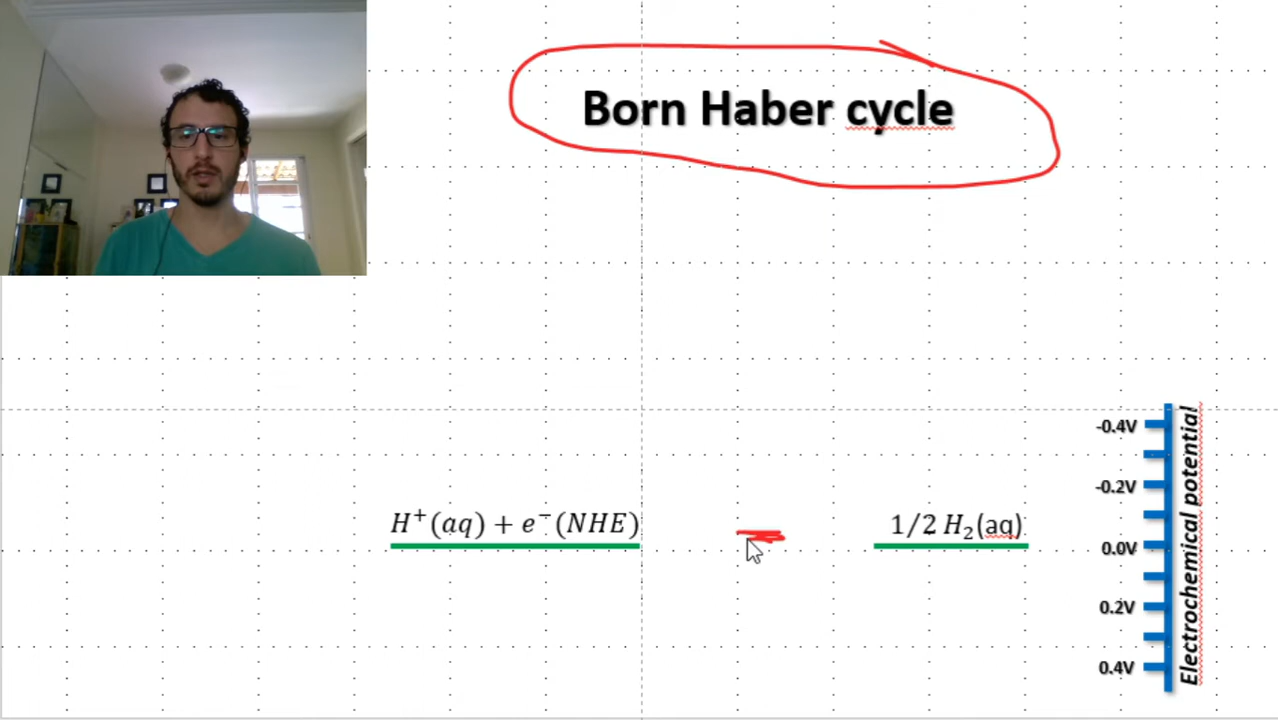 Born Haber cycle
H⁺(aq) + e⁻(NHE)
1/2 H₂(aq)
-0.4V
-0.2V
0.0V
0.2V
0.4V
Electrochemical potential